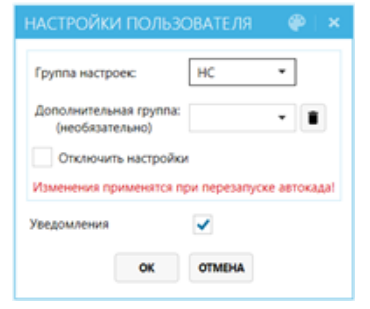 НАСТРОЙКИ ПОЛЬЗОВАТЕЛЯ
Группа настроек: НС
Дополнительная группа:
(необязательно)
Отключить настройки
Изменения применятся при перезапуске автокада!
Уведомления
ОК ОТМЕНА